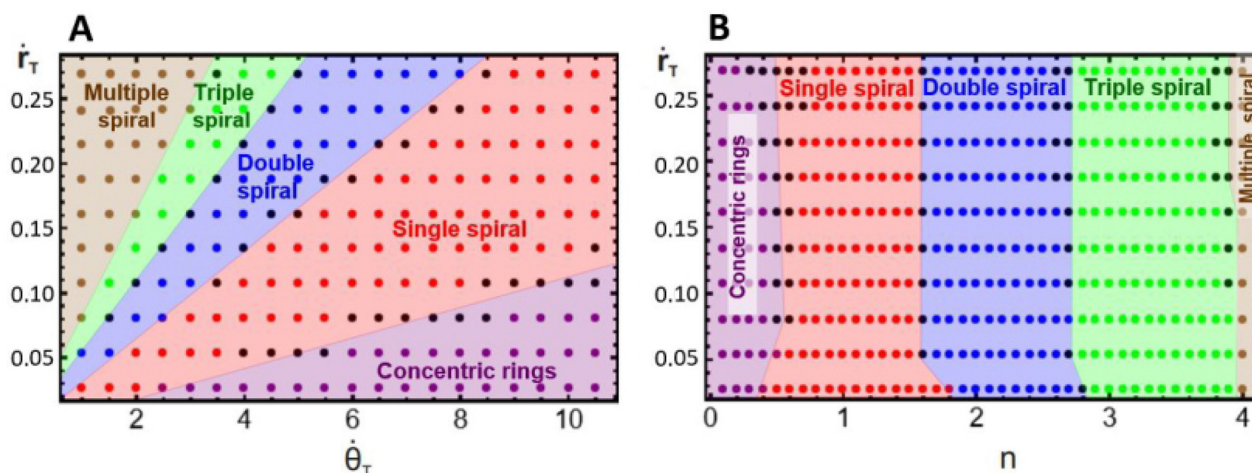 A
ṙT
0.25
0.20
0.15
0.10
0.05
Multiple
spiral
Triple
spiral
Double
spiral
Single spiral
Concentric rings
2
4
6
8
10
θ̇T
B
ṙT
0.25
0.20
0.15
0.10
0.05
Concentric rings
Single spiral
Double spiral
Triple spiral
Multiple spiral
0
1
2
3
4
n